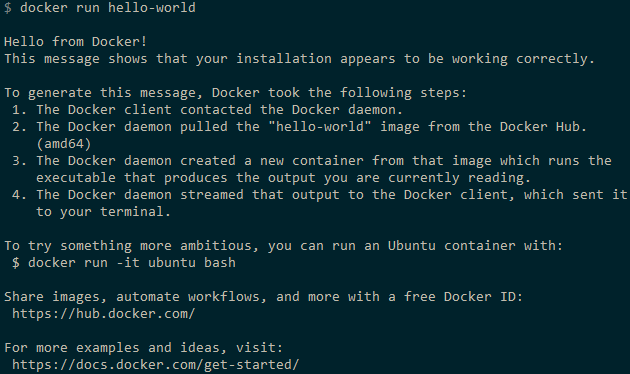 $ docker run hello-world
Hello from Docker!
This message shows that your installation appears to be working correctly.
To generate this message, Docker took the following steps:
1. The Docker client contacted the Docker daemon.
2. The Docker daemon pulled the "hello-world" image from the Docker Hub.
(amd64)
3. The Docker daemon created a new container from that image which runs the
executable that produces the output you are currently reading.
4. The Docker daemon streamed that output to the Docker client, which sent it
to your terminal.
To try something more ambitious, you can run an Ubuntu container with:
$ docker run -it ubuntu bash
Share images, automate workflows, and more with a free Docker ID:
https://hub.docker.com/
For more examples and ideas, visit:
https://docs.docker.com/get-started/